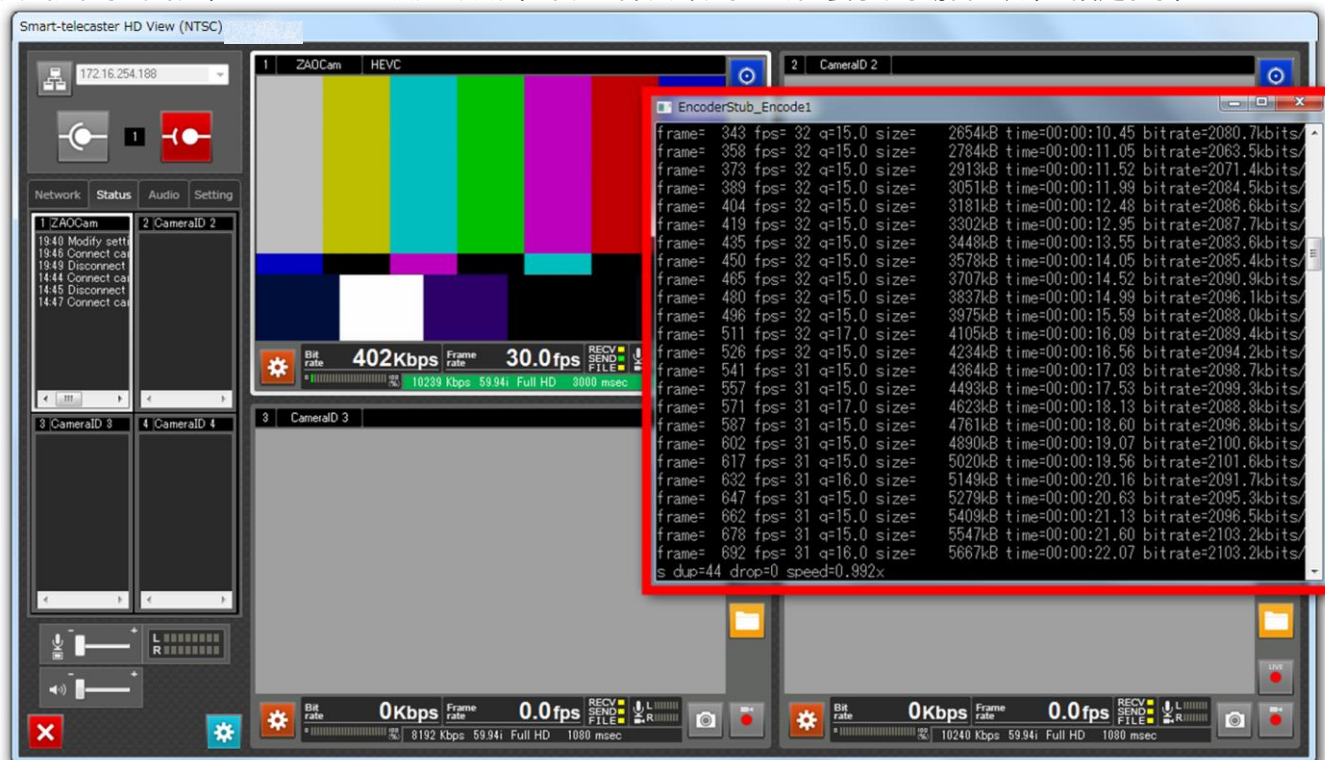 Smart-telecaster HD View (NTSC)
172.16.254.188
1
Network Status Audio Setting
1 ZAOCam
19:40 Modify setti
19:46 Connect cai
19:49 Disconnect
14:44 Connect cai
14:45 Disconnect
14:47 Connect cai
2 CameraID 2
3 CameraID 3
4 CameraID 4
L
R
1 ZAOCam HEVC
Bit rate 402Kbps Frame rate 30.0fps RECV SEND FILE
10239 Kbps 59.94i Full HD 3000 msec
2 CameraID 2
EncoderStub_Encode1
frame= 343 fps= 32 q=15.0 size= 2654kB time=00:00:10.45 bitrate=2080.7kbits/
frame= 358 fps= 32 q=15.0 size= 2784kB time=00:00:11.05 bitrate=2063.5kbits/
frame= 373 fps= 32 q=15.0 size= 2913kB time=00:00:11.52 bitrate=2071.4kbits/
frame= 389 fps= 32 q=15.0 size= 3051kB time=00:00:11.99 bitrate=2084.5kbits/
frame= 404 fps= 32 q=15.0 size= 3181kB time=00:00:12.48 bitrate=2086.6kbits/
frame= 419 fps= 32 q=15.0 size= 3302kB time=00:00:12.95 bitrate=2087.7kbits/
frame= 435 fps= 32 q=15.0 size= 3448kB time=00:00:13.55 bitrate=2083.6kbits/
frame= 450 fps= 32 q=15.0 size= 3578kB time=00:00:14.05 bitrate=2085.4kbits/
frame= 465 fps= 32 q=15.0 size= 3707kB time=00:00:14.52 bitrate=2090.9kbits/
frame= 480 fps= 32 q=15.0 size= 3837kB time=00:00:14.99 bitrate=2096.1kbits/
frame= 496 fps= 32 q=15.0 size= 3975kB time=00:00:15.59 bitrate=2088.0kbits/
frame= 511 fps= 32 q=17.0 size= 4105kB time=00:00:16.09 bitrate=2089.4kbits/
frame= 526 fps= 32 q=15.0 size= 4234kB time=00:00:16.56 bitrate=2094.2kbits/
frame= 541 fps= 32 q=15.0 size= 4364kB time=00:00:17.03 bitrate=2098.7kbits/
frame= 557 fps= 31 q=15.0 size= 4493kB time=00:00:17.53 bitrate=2099.3kbits/
frame= 571 fps= 31 q=17.0 size= 4623kB time=00:00:18.13 bitrate=2088.8kbits/
frame= 587 fps= 31 q=15.0 size= 4761kB time=00:00:18.60 bitrate=2096.8kbits/
frame= 602 fps= 31 q=15.0 size= 4890kB time=00:00:19.07 bitrate=2100.6kbits/
frame= 617 fps= 31 q=15.0 size= 5020kB time=00:00:19.56 bitrate=2101.6kbits/
frame= 632 fps= 31 q=16.0 size= 5149kB time=00:00:20.16 bitrate=2091.7kbits/
frame= 647 fps= 31 q=15.0 size= 5279kB time=00:00:20.63 bitrate=2095.3kbits/
frame= 662 fps= 31 q=15.0 size= 5409kB time=00:00:21.13 bitrate=2096.5kbits/
frame= 678 fps= 31 q=15.0 size= 5547kB time=00:00:21.60 bitrate=2103.2kbits/
frame= 692 fps= 31 q=16.0 size= 5667kB time=00:00:22.07 bitrate=2103.2kbits/
s dup=44 drop=0 speed=0.992x
3 CameraID 3
Bit rate 0Kbps Frame rate 0.0fps RECV SEND FILE L R
8192 Kbps 59.94i Full HD 1080 msec
LIVE
Bit rate 0Kbps Frame rate 0.0fps RECV SEND FILE L R
10240 Kbps 59.94i Full HD 1080 msec